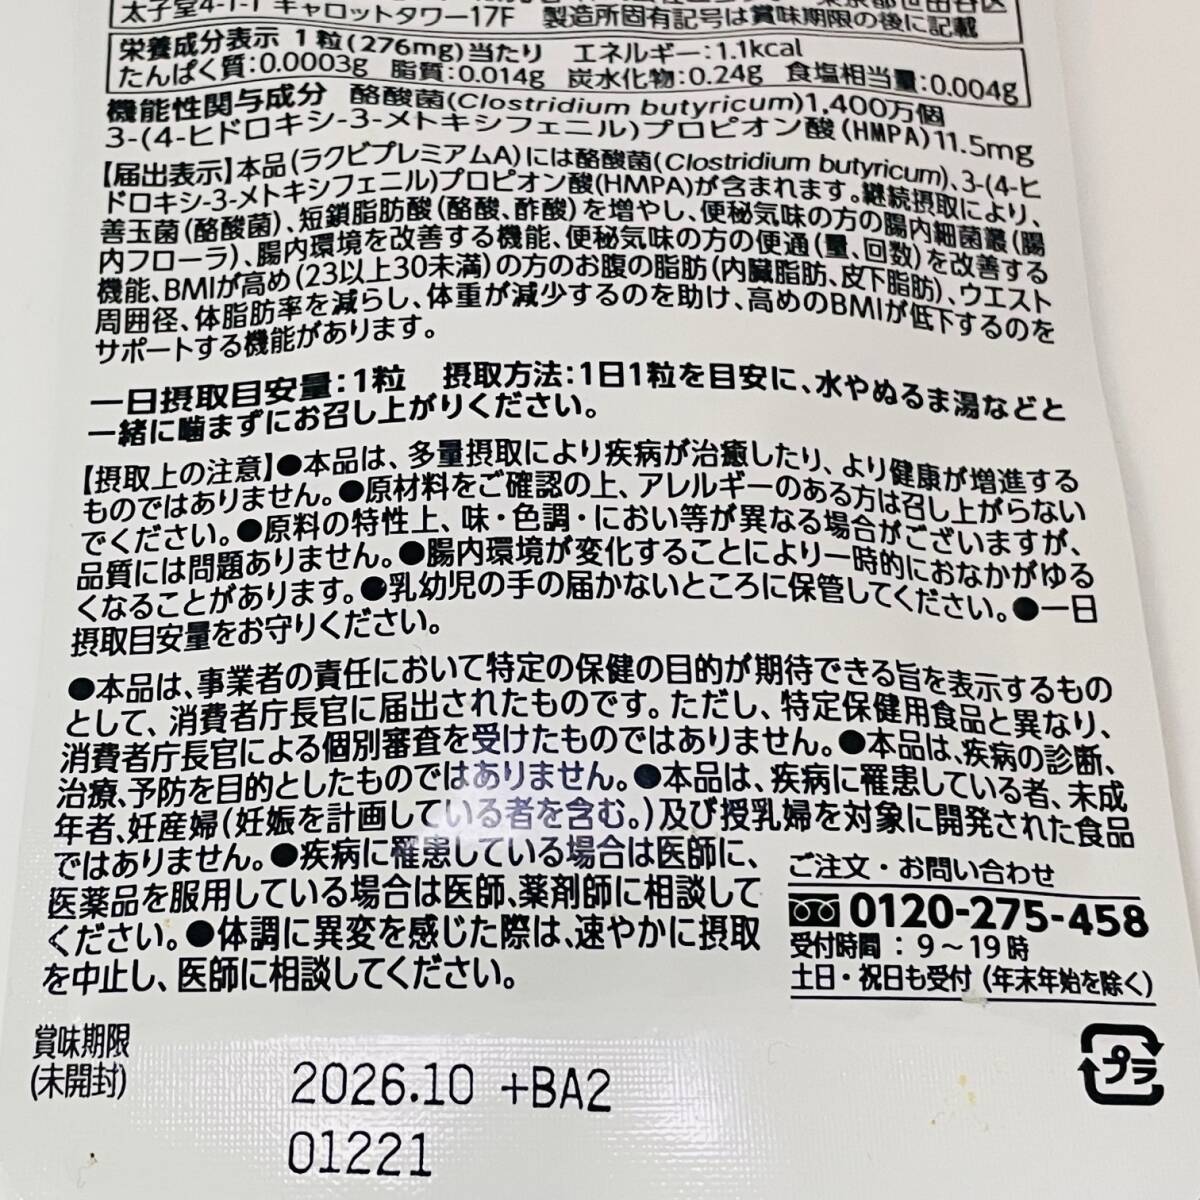 太子堂4-1-1 キャロットタワー17F 製造所固有記号は賞味期限の後に記載
栄養成分表示 1粒(276mg)当たり エネルギー:1.1kcal
たんぱく質:0.0003g 脂質:0.014g 炭水化物:0.24g 食塩相当量:0.004g
機能性関与成分 酪酸菌(Clostridium butyricum)1,400万個
3-(4-ヒドロキシ-3-メトキシフェニル)プロピオン酸(HMPA)11.5mg
【届出表示】本品(ラクビプレミアムA)には酪酸菌(Clostridium butyricum)、3-(4-ヒ
ドロキシ-3-メトキシフェニル)プロピオン酸(HMPA)が含まれます。継続摂取により、
善玉菌(酪酸菌)、短鎖脂肪酸(酪酸、酢酸)を増やし、便秘気味の方の腸内細菌叢(腸
内フローラ)、腸内環境を改善する機能、便秘気味の方の便通(量、回数)を改善する
機能、BMIが高め(23以上30未満)の方のお腹の脂肪(内臓脂肪、皮下脂肪)、ウエスト
周囲径、体脂肪率を減らし、体重が減少するのを助け、高めのBMIが低下するのを
サポートする機能があります。
一日摂取目安量:1粒 摂取方法:1日1粒を目安に、水やぬるま湯などと
一緒に噛まずにお召し上がりください。
【摂取上の注意】●本品は、多量摂取により疾病が治癒したり、より健康が増進する
ものではありません。●原材料をご確認の上、アレルギーのある方は召し上がらない
でください。●原料の特性上、味・色調・におい等が異なる場合がございますが、
品質には問題ありません。●腸内環境が変化することにより一時的におなかがゆる
くなることがあります。●乳幼児の手の届かないところに保管してください。●一日
摂取目安量をお守りください。
●本品は、事業者の責任において特定の保健の目的が期待できる旨を表示するもの
として、消費者庁長官に届出されたものです。ただし、特定保健用食品と異なり、
消費者庁長官による個別審査を受けたものではありません。●本品は、疾病の診断、
治療、予防を目的としたものではありません。●本品は、疾病に罹患している者、未成
年者、妊産婦(妊娠を計画している者を含む。)及び授乳婦を対象に開発された食品
ではありません。●疾病に罹患している場合は医師に、
医薬品を服用している場合は医師、薬剤師に相談して
ください。●体調に異変を感じた際は、速やかに摂取
を中止し、医師に相談してください。
ご注文・お問い合わせ
0120-275-458
受付時間：9～19時
土日・祝日も受付(年末年始を除く)
賞味期限
(未開封)
2026.10 +BA2
01221
プラ